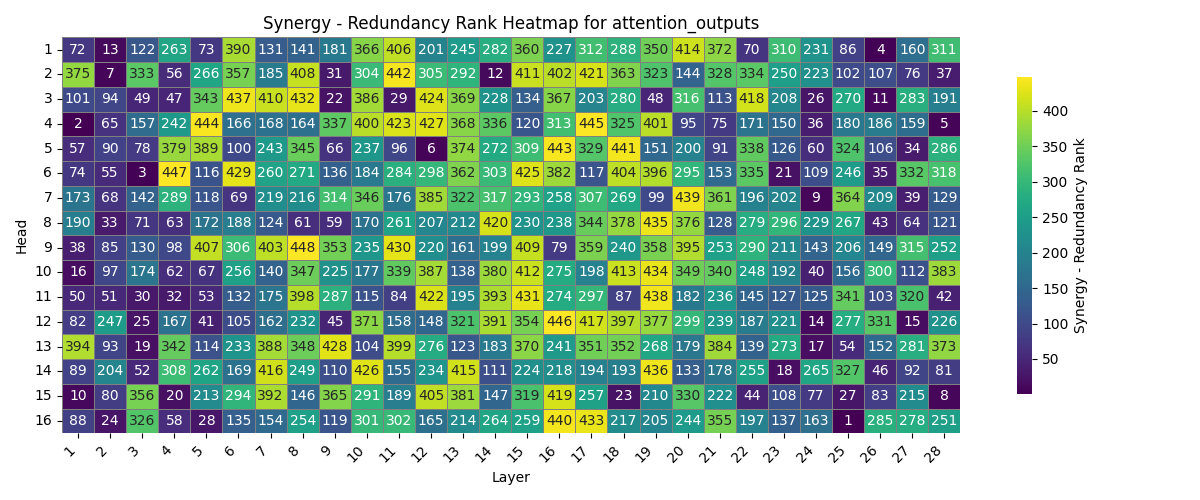 Synergy - Redundancy Rank Heatmap for attention_outputs
1 72 13 122 263 73 390 131 141 181 366 406 201 245 282 360 227 312 288 350 414 372 70 310 231 86 4 160 311
2 375 7 333 56 266 357 185 408 31 304 442 305 292 12 411 402 421 363 323 144 328 334 250 223 102 107 76 37
3 101 94 49 47 343 437 410 432 22 386 29 424 369 228 134 367 203 280 48 316 113 418 208 26 270 11 283 191
4 2 65 157 242 444 166 168 164 337 400 423 427 368 336 120 313 445 325 401 95 75 171 150 36 180 186 159 5
5 57 90 78 379 389 100 243 345 66 237 96 6 374 272 309 443 329 441 151 200 91 338 126 60 324 106 34 286
6 74 55 3 447 116 429 260 271 136 184 284 298 362 303 425 382 117 404 396 295 153 335 21 109 246 35 332 318
7 173 68 142 289 118 69 219 216 314 346 176 385 322 317 293 258 307 269 99 439 361 196 202 9 364 209 39 129
8 190 33 71 63 172 188 124 61 59 170 261 207 212 420 230 238 344 378 435 376 128 279 296 229 267 43 64 121
9 38 85 130 98 407 306 403 448 353 235 430 220 161 199 409 79 359 240 358 395 253 290 211 143 206 149 315 252
10 16 97 174 62 67 256 140 347 225 177 339 387 138 380 412 275 198 413 434 349 340 248 192 40 156 300 112 383
11 50 51 30 32 53 132 175 398 287 115 84 422 195 393 431 274 297 87 438 182 236 145 127 125 341 103 320 42
12 82 247 25 167 41 105 162 232 45 371 158 148 321 391 354 446 417 397 377 299 239 187 221 14 277 331 15 226
13 394 93 19 342 114 233 388 348 428 104 399 276 123 183 370 241 351 352 268 179 384 139 273 17 54 152 281 373
14 89 204 52 308 262 169 416 249 110 426 155 234 415 111 224 218 194 193 436 133 178 255 18 265 327 46 92 81
15 10 80 356 20 213 294 392 146 365 291 189 405 381 147 319 419 257 23 210 330 222 44 108 77 27 83 215 8
16 88 24 326 58 28 135 154 254 119 301 302 165 214 264 259 440 433 217 205 244 355 197 137 163 1 285 278 251
1 2 3 4 5 6 7 8 9 10 11 12 13 14 15 16 17 18 19 20 21 22 23 24 25 26 27 28
Layer
Head
400
350
300
250
200
150
100
50
Synergy - Redundancy Rank